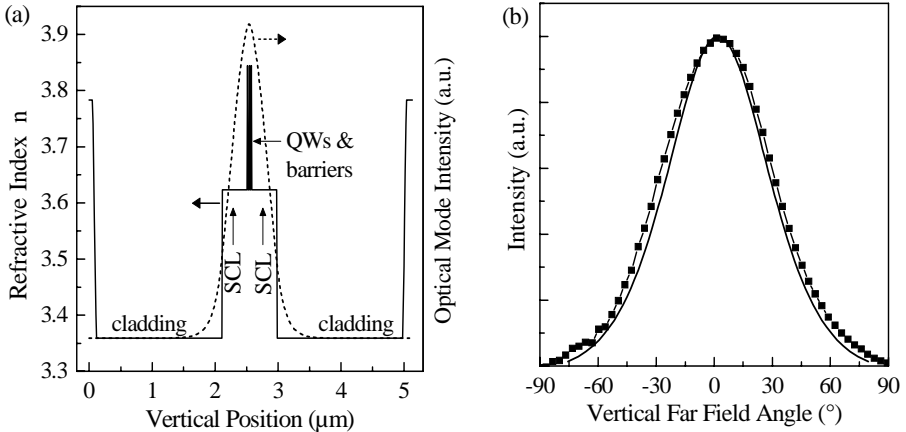 (a)
3.9
3.8
3.7
3.6
3.5
3.4
3.3
Refractive Index n
QWs &
barriers
SCL
SCL
cladding
cladding
0
1
2
3
4
5
Vertical Position (µm)
Optical Mode Intensity (a.u.)
(b)
Intensity (a.u.)
-90
-60
-30
0
30
60
90
Vertical Far Field Angle (°)